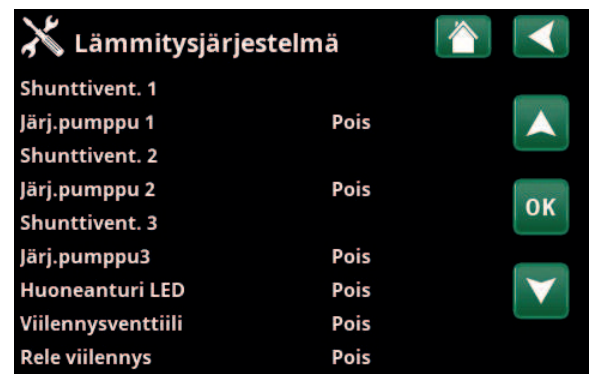 Lämmitysjärjestelmä
Shunttivent. 1
Järj.pumppu 1 Pois
Shunttivent. 2
Järj.pumppu 2 Pois
OK
Shunttivent. 3
Järj.pumppu3 Pois
Huoneanturi LED Pois
Viilennysventtiili Pois
Rele viilennys Pois